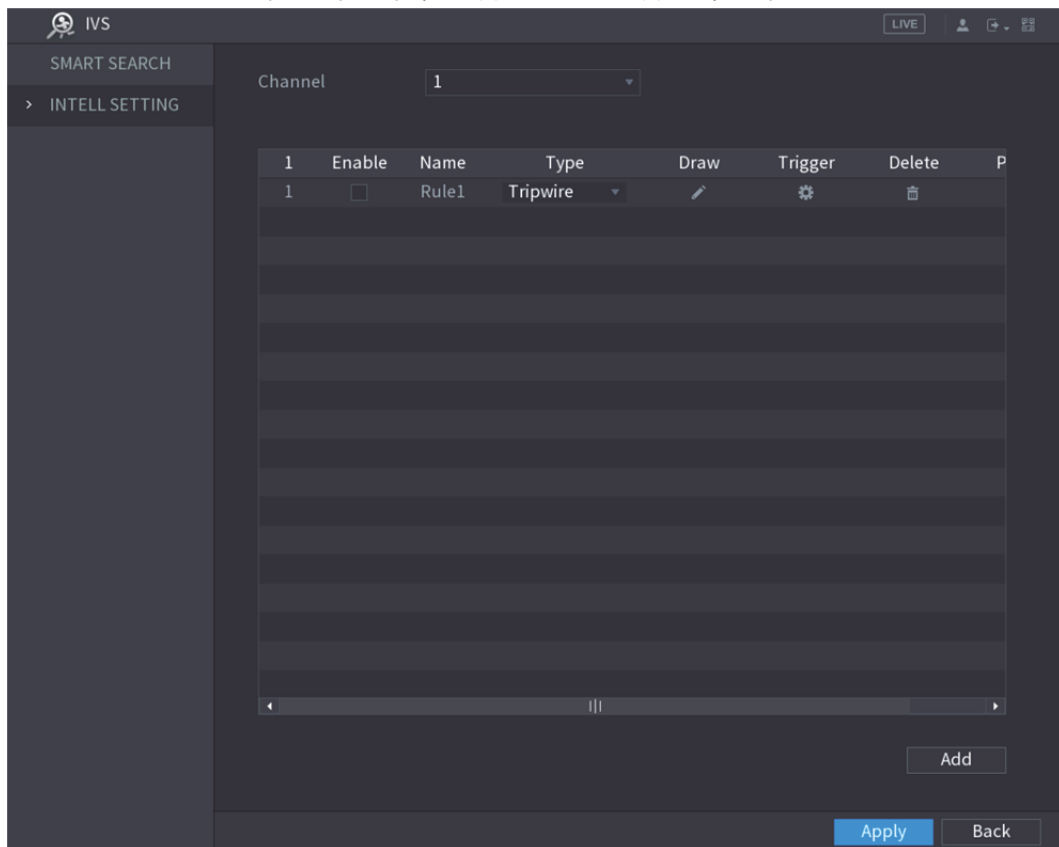 IVS LIVE
SMART SEARCH
INTELL SETTING
Channel 1
1 Enable Name Type Draw Trigger Delete P
1 Rule1 Tripwire
Add
Apply Back